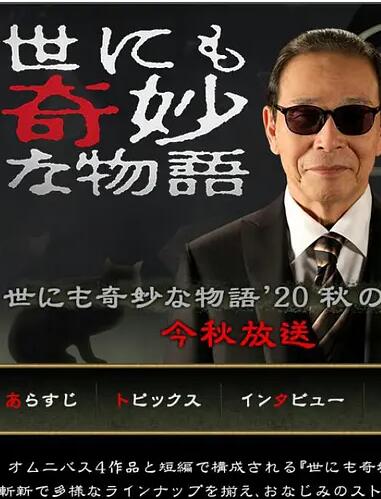 世にも
奇妙
な物語
世にも奇妙な物語'20 秋の
今秋放送
あらすじ
トピックス
インタビュー
オムニバス4作品と短編で構成される『世にも奇妙
斬新で多様なラインナップを揃え、おなじみのスト